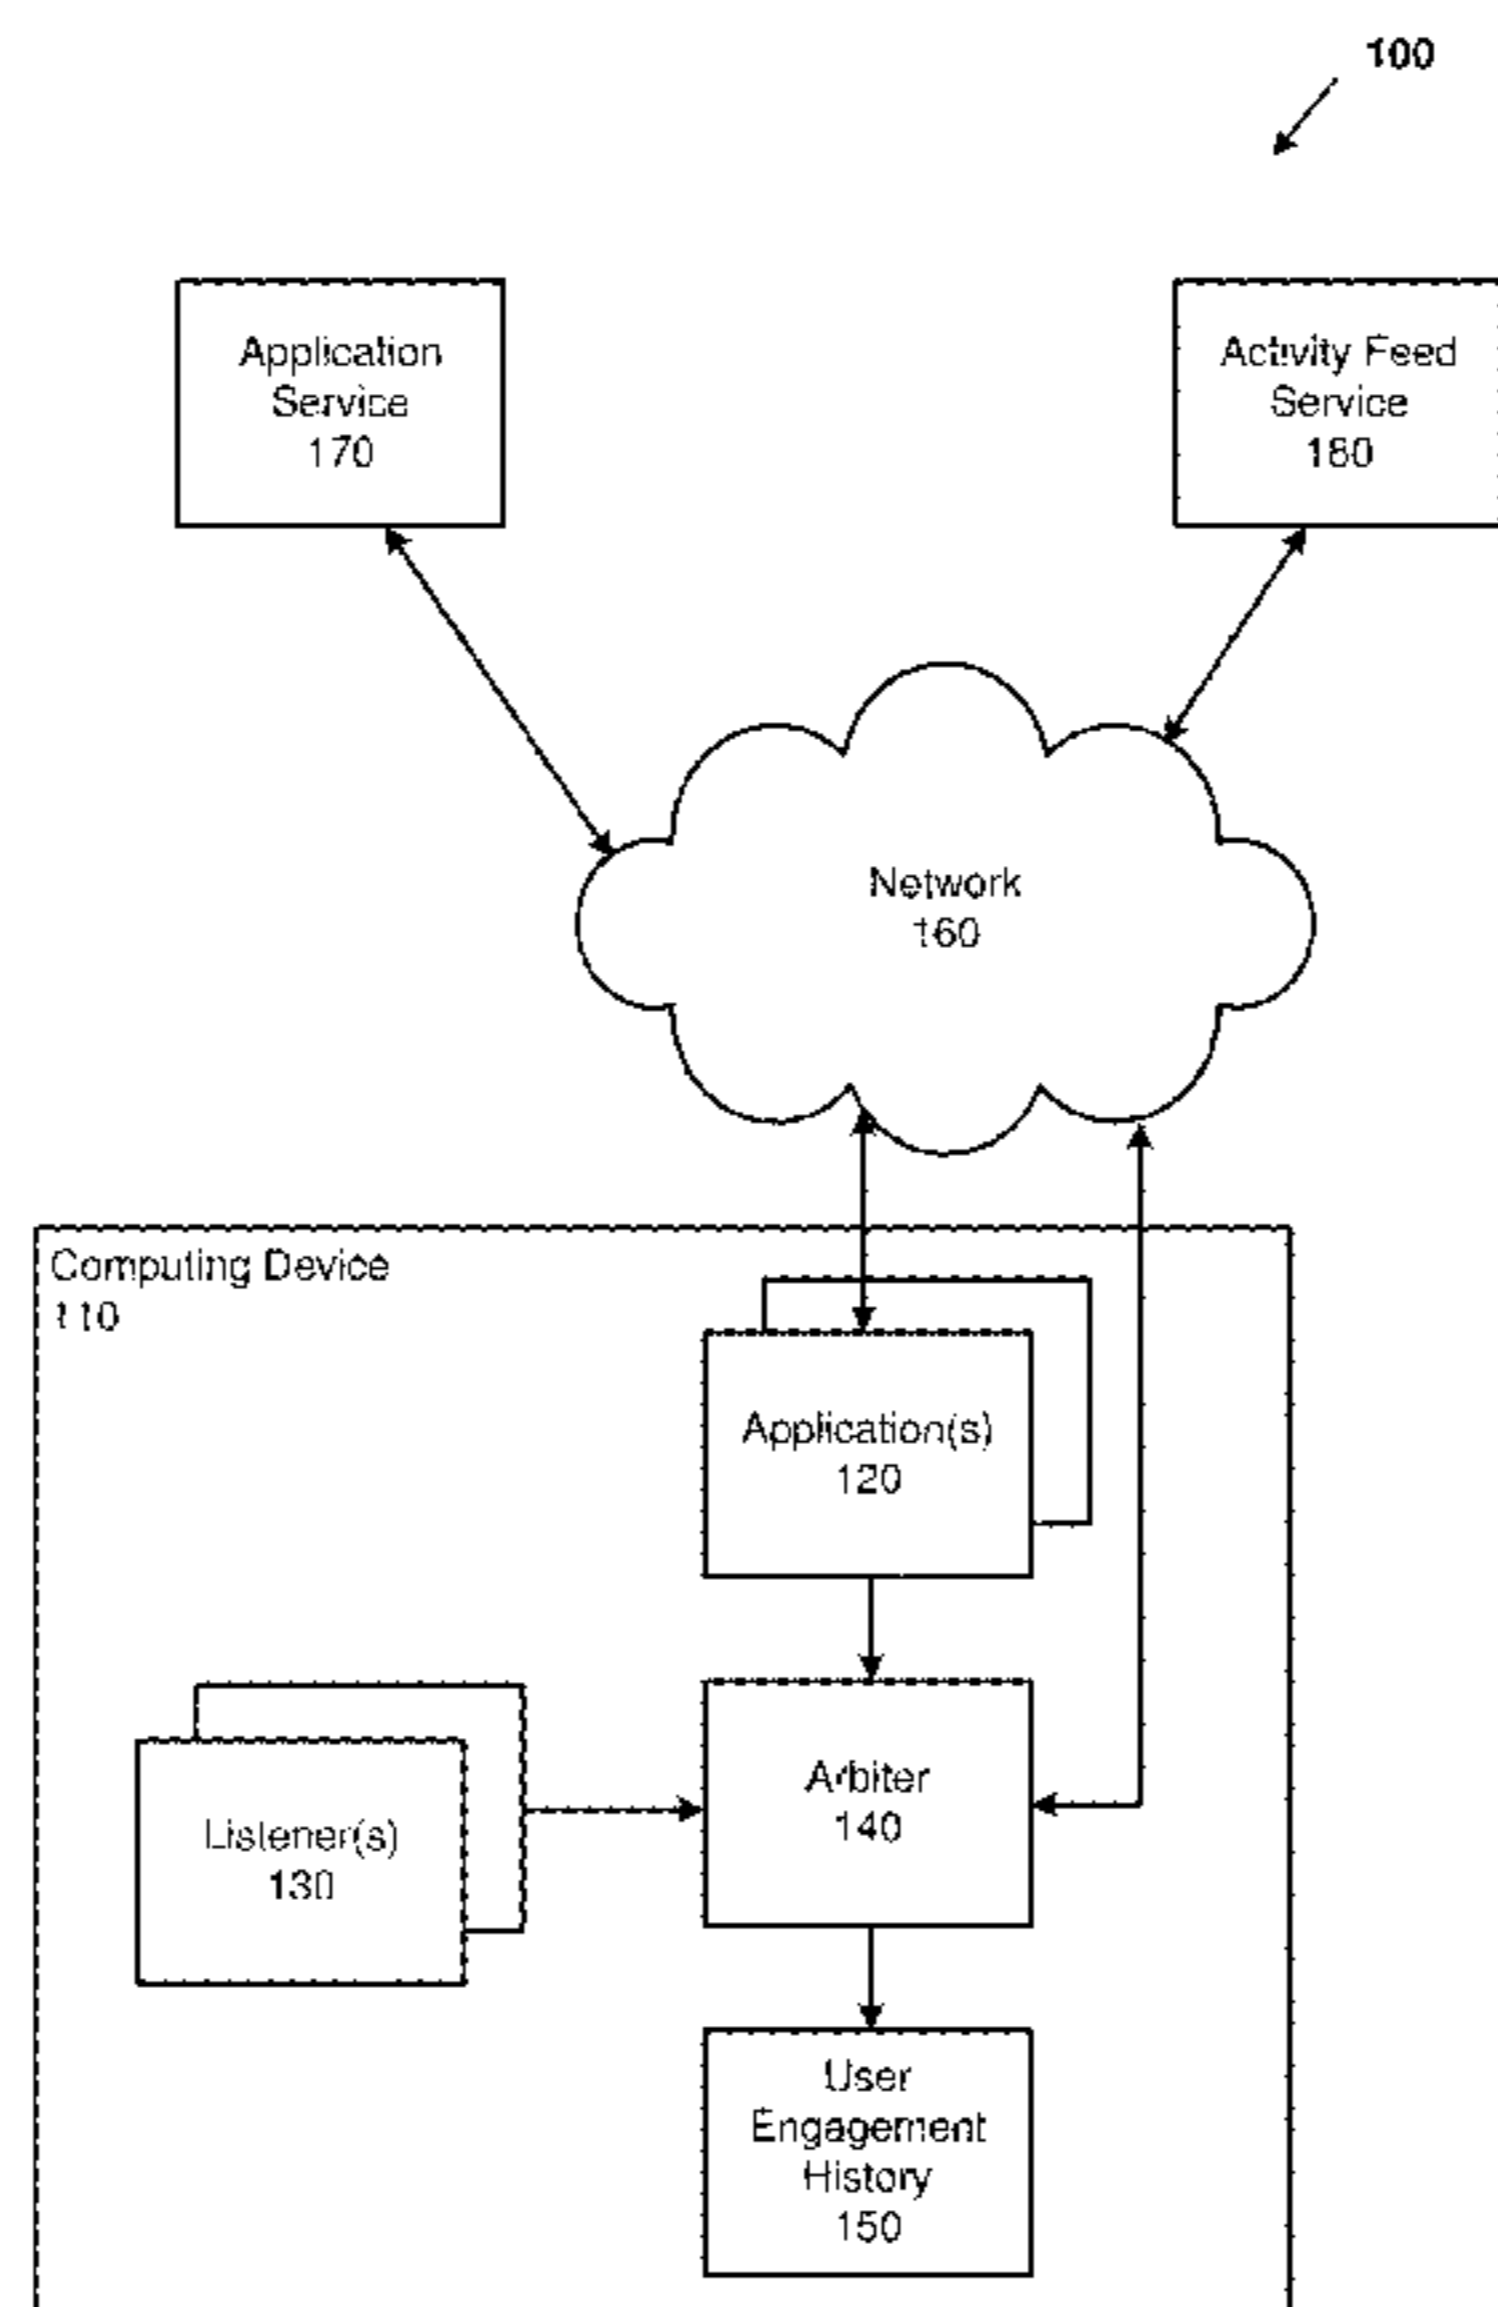 100
Application
Service
170
Activity Feed
Service
180
Network
160
Computing Device
110
Application(s)
120
Listener(s)
130
Arbiter
140
User
Engagement
History
150